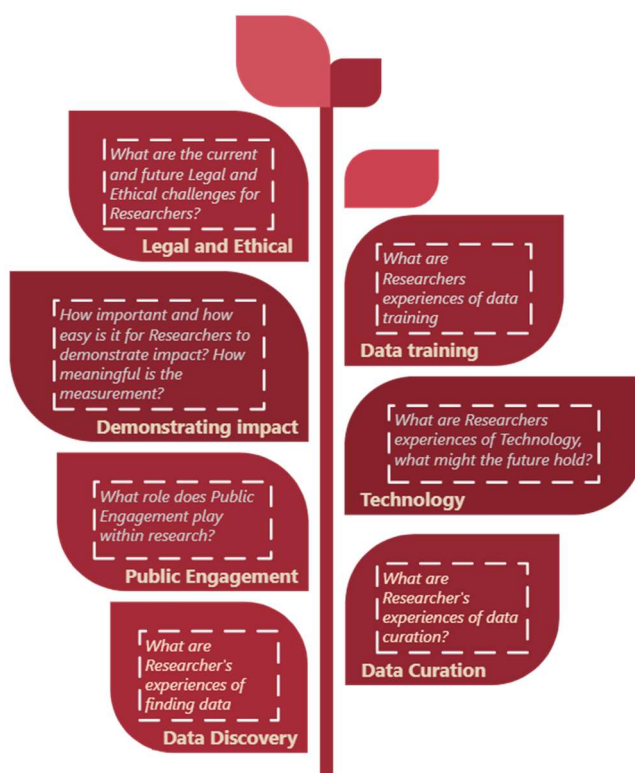 What are the current
and future Legal and
Ethical challenges for
Researchers?
Legal and Ethical
How important and how
easy is it for Researchers to
demonstrate impact? How
meaningful is the
measurement?
Demonstrating impact
What role does Public
Engagement play
within research?
Public Engagement
What are
Researcher's
experiences of
finding data
Data Discovery
What are
Researchers
experiences of data
training
Data training
What are Researchers
experiences of Technology,
what might the future hold?
Technology
What are
Researcher's
experiences of data
curation?
Data Curation